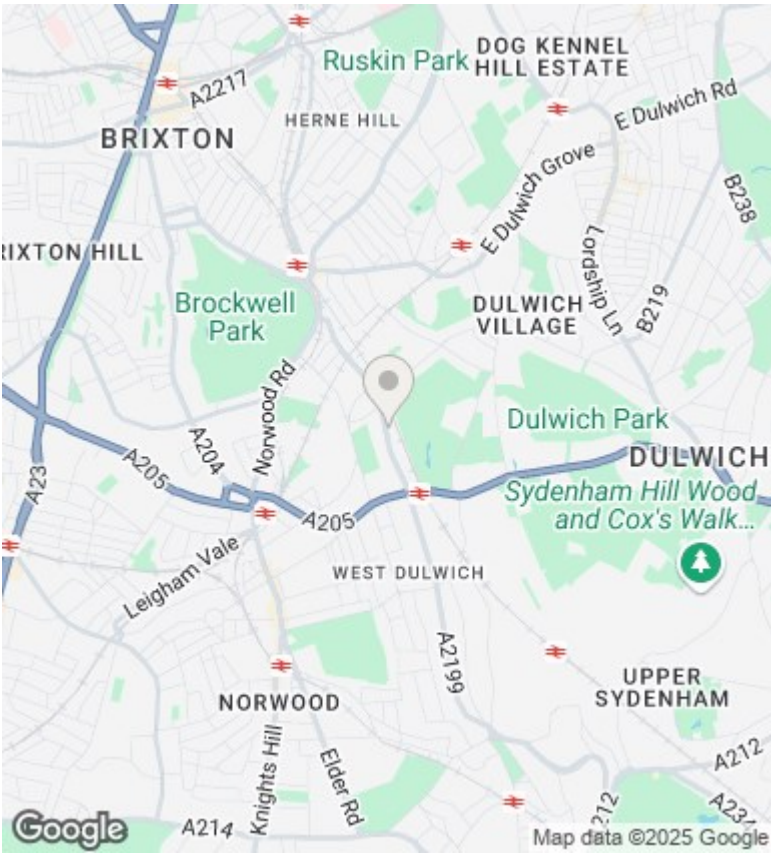 Ruskin Park
DOG KENNEL
HILL ESTATE
A2217
E Dulwich Rd
HERNE HILL
BRIXTON
E Dulwich Grove
B238
RIXTON HILL
Lordship Ln
Brockwell
Park
DULWICH
VILLAGE
B219
Norwood Rd
Dulwich Park
A204
A205
DULWICH
A23
Sydenham Hill Wood
and Cox's Walk...
A205
Leigham Vale
WEST DULWICH
A2199
UPPER
SYDENHAM
NORWOOD
Knights Hill
Elder Rd
A212
A234
212
A214
Google
Map data ©2025 Google